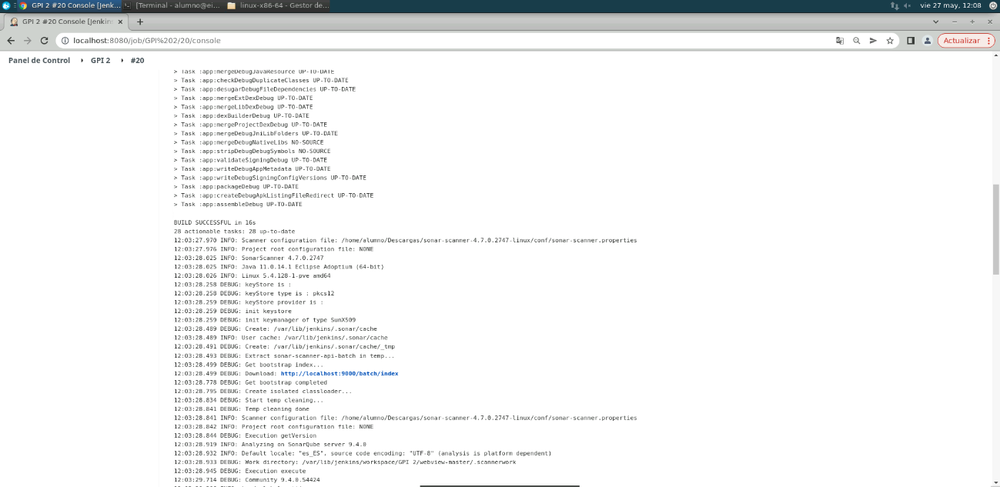 GPI 2 #20 Console [Jenk...
[Terminal - alumno@ei...
linux-x86-64 - Gestor de...
vie 27 may, 12:08
GPI 2 #20 Console [Jenkin
localhost:8080/job/GPI%202/20/console
Actualizar
Panel de Control
GPI 2
#20
> Task :app:mergeDebugJavaResource UP-TO-DATE
> Task :app:checkDebugDuplicateClasses UP-TO-DATE
> Task :app:desugarDebugFileDependencies UP-TO-DATE
> Task :app:mergeExtDexDebug UP-TO-DATE
> Task :app:mergeLibDexDebug UP-TO-DATE
> Task :app:dexBuilderDebug UP-TO-DATE
> Task :app:mergeProjectDexDebug UP-TO-DATE
> Task :app:mergeDebugJniLibFolders UP-TO-DATE
> Task :app:mergeDebugNativeLibs NO-SOURCE
> Task :app:stripDebugDebugSymbols NO-SOURCE
> Task :app:validateSigningDebug UP-TO-DATE
> Task :app:writeDebugAppMetadata UP-TO-DATE
> Task :app:writeDebugSigningConfigVersions UP-TO-DATE
> Task :app:packageDebug UP-TO-DATE
> Task :app:createDebugApkListingFileRedirect UP-TO-DATE
> Task :app:assembleDebug UP-TO-DATE
BUILD SUCCESSFUL in 16s
28 actionable tasks: 28 up-to-date
12:03:27.970 INFO: Scanner configuration file: /home/alumno/Descargas/sonar-scanner-4.7.0.2747-linux/conf/sonar-scanner.properties
12:03:27.976 INFO: Project root configuration file: NONE
12:03:28.025 INFO: SonarScanner 4.7.0.2747
12:03:28.025 INFO: Java 11.0.14.1 Eclipse Adoptium (64-bit)
12:03:28.026 INFO: Linux 5.4.128-1-pve amd64
12:03:28.258 DEBUG: keyStore is :
12:03:28.258 DEBUG: keyStore type is : pkcs12
12:03:28.259 DEBUG: keyStore provider is :
12:03:28.259 DEBUG: init keystore
12:03:28.259 DEBUG: init keymanager of type SunX509
12:03:28.489 DEBUG: Create: /var/lib/jenkins/.sonar/cache
12:03:28.489 INFO: User cache: /var/lib/jenkins/.sonar/cache
12:03:28.491 DEBUG: Create: /var/lib/jenkins/.sonar/cache/_tmp
12:03:28.493 DEBUG: Extract sonar-scanner-api-batch in temp...
12:03:28.499 DEBUG: Get bootstrap index...
12:03:28.499 DEBUG: Download: http://localhost:9000/batch/index
12:03:28.778 DEBUG: Get bootstrap completed
12:03:28.795 DEBUG: Create isolated classloader...
12:03:28.834 DEBUG: Start temp cleaning...
12:03:28.841 DEBUG: Temp cleaning done
12:03:28.841 INFO: Scanner configuration file: /home/alumno/Descargas/sonar-scanner-4.7.0.2747-linux/conf/sonar-scanner.properties
12:03:28.842 INFO: Project root configuration file: NONE
12:03:28.844 DEBUG: Execution getVersion
12:03:28.919 INFO: Analyzing on SonarQube server 9.4.0
12:03:28.932 INFO: Default locale: "es_ES", source code encoding: "UTF-8" (analysis is platform dependent)
12:03:28.933 DEBUG: Work directory: /var/lib/jenkins/workspace/GPI 2/webview-master/.scannerwork
12:03:28.945 DEBUG: Execution execute
12:03:29.714 DEBUG: Community 9.4.0.54424